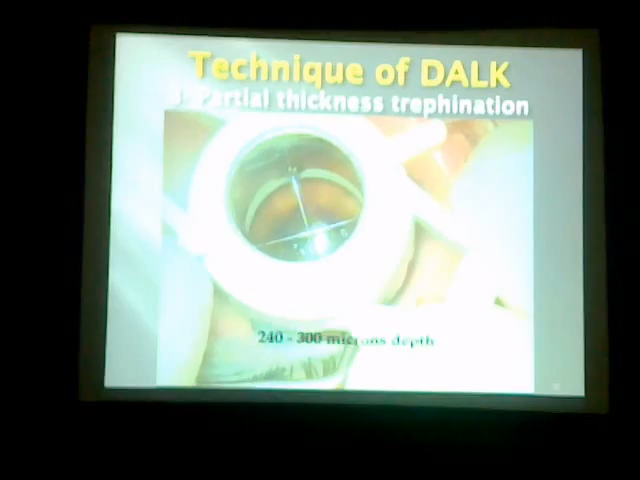 Technique of DALK
Partial thickness trephination
240 - 300 microns depth